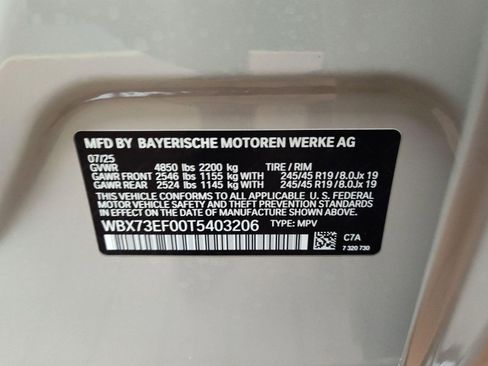 MFD BY BAYERISCHE MOTOREN WERKE AG
07/25
GVWR 4850 lbs 2200 kg TIRE / RIM
GAWR FRONT 2546 lbs 1155 kg WITH 245/45 R19 / 8.0Jx 19
GAWR REAR 2524 lbs 1145 kg WITH 245/45 R19 / 8.0Jx 19
THIS VEHICLE CONFORMS TO ALL APPLICABLE U. S. FEDERAL
MOTOR VEHICLE SAFETY AND THEFT PREVENTION STANDARDS
IN EFFECT ON THE DATE OF MANUFACTURE SHOWN ABOVE.
WBX73EF00T5403206 TYPE: MPV
C7A
7 320 730